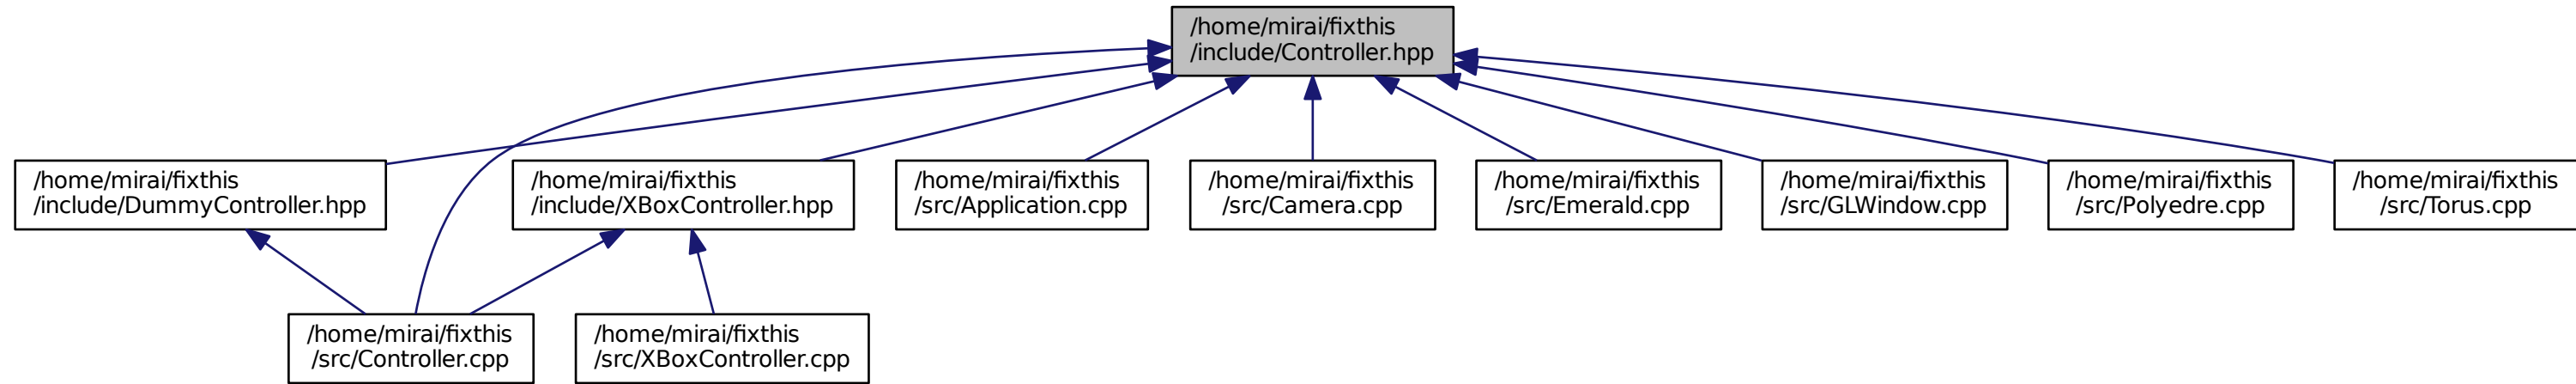 /home/mirai/fixthis
/include/Controller.hpp
/home/mirai/fixthis
/include/DummyController.hpp
/home/mirai/fixthis
/include/XBoxController.hpp
/home/mirai/fixthis
/src/Application.cpp
/home/mirai/fixthis
/src/Camera.cpp
/home/mirai/fixthis
/src/Emerald.cpp
/home/mirai/fixthis
/src/GLWindow.cpp
/home/mirai/fixthis
/src/Polyedre.cpp
/home/mirai/fixthis
/src/Torus.cpp
/home/mirai/fixthis
/src/Controller.cpp
/home/mirai/fixthis
/src/XBoxController.cpp